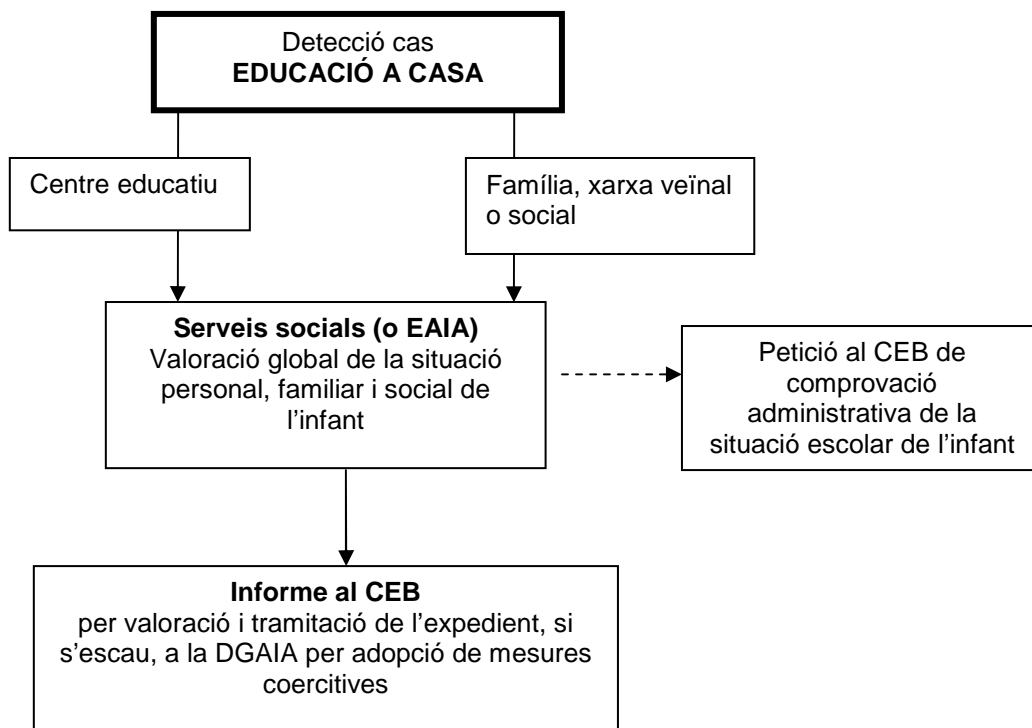 Detecció cas
EDUCACIÓ A CASA
Centre educatiu
Família, xarxa veïnal
o social
Serveis socials (o EAIA)
Valoració global de la situació
personal, familiar i social de
l’infant
Petició al CEB de
comprovació
administrativa de la
situació escolar de l’infant
Informe al CEB
per valoració i tramitació de l’expedient, si
s’escau, a la DGAIA per adopció de mesures
coercitives